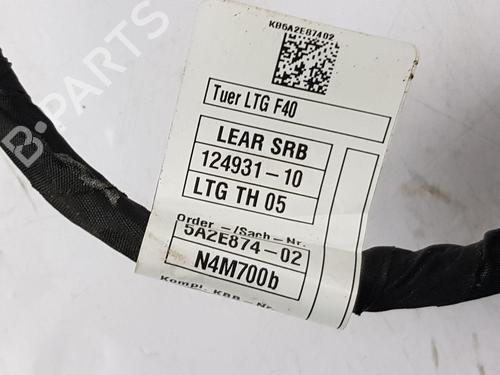 KB6A2E87402
Tuer LTG F40
LEAR SRB
124931-10
LTG TH 05
Order -/Sach-Nr.
5A2E874-02
N4M700b
Kompl. KBB-Nr.
B-PARTS